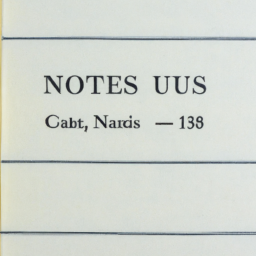 NOTES UUS
Cabt, Nards — 138